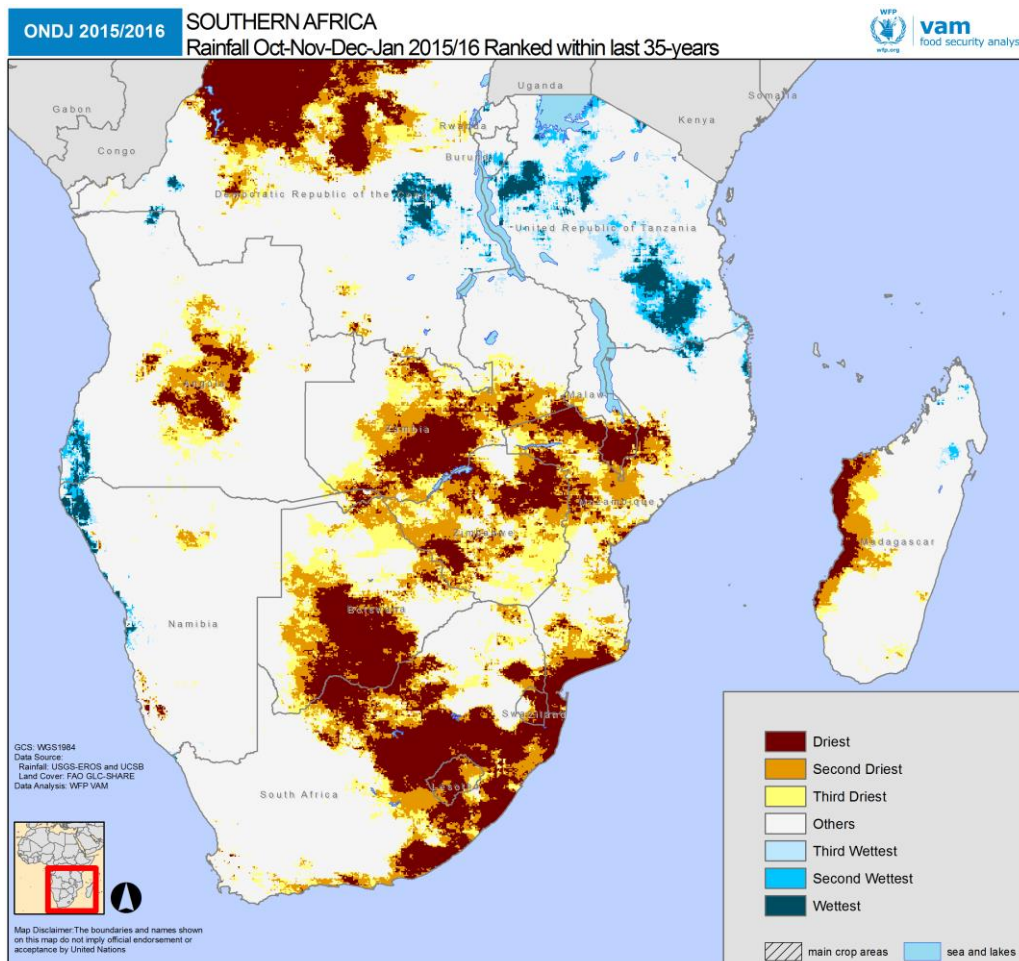 ONDJ 2015/2016
SOUTHERN AFRICA
Rainfall Oct-Nov-Dec-Jan 2015/16 Ranked within last 35-years
WFP
wfp.org
vam
food security analys
Uganda
Somalia
Gabon
Kenya
Congo
Rwanda
Burundi
Democratic Republic of the Congo
United Republic of Tanzania
Angola
Malawi
Zambia
Mozambique
Zimbabwe
Madagascar
Botswana
Namibia
Swaziland
Lesotho
South Africa
GCS: WGS1984
Data Source:
Rainfall: USGS-EROS and UCSB
Land Cover: FAO GLC-SHARE
Data Analysis: WFP VAM
Driest
Second Driest
Third Driest
Others
Third Wettest
Second Wettest
Wettest
main crop areas
sea and lakes
Map Disclaimer:The boundaries and names shown
on this map do not imply official endorsement or
acceptance by United Nations